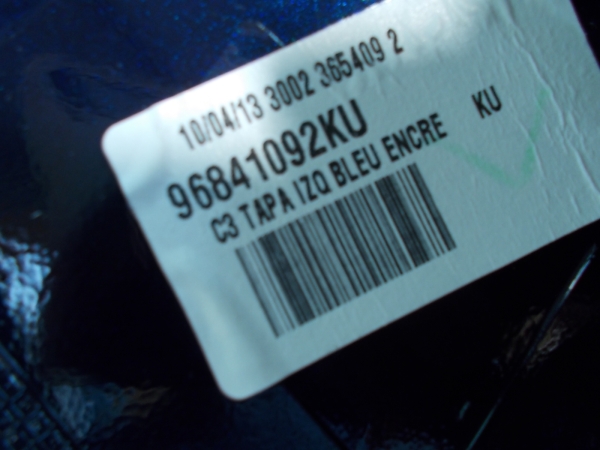 10/04/13 3002 365409 2
96841092KU
C3 TAPA IZQ BLEU ENCRE KU